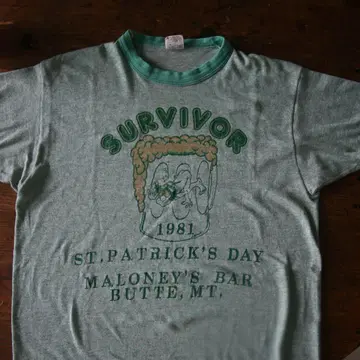 SURVIVOR
1981
ST. PATRICK'S DAY
MALONEY'S BAR
BUTTE, MT.